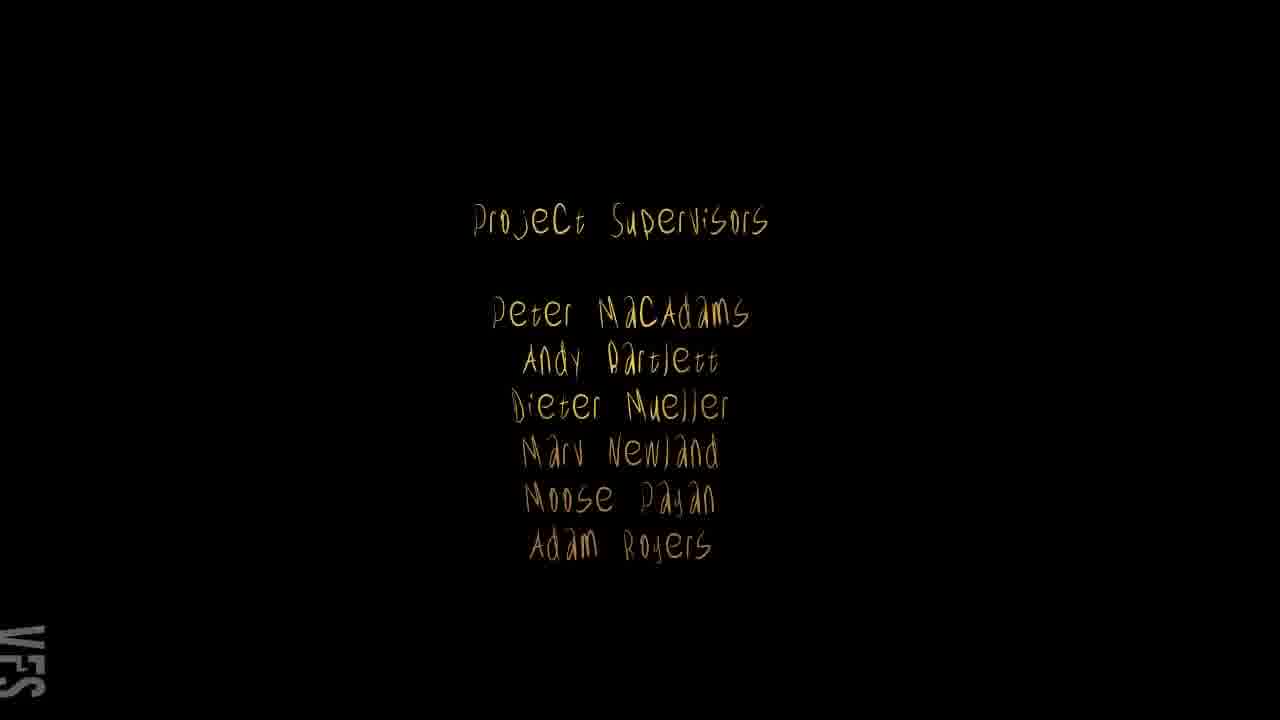 Project Supervisors
Peter MacAdams
Andy Bartlett
Dieter Mueller
Marv Newland
Moose Pagan
Adam Rogers
VFS